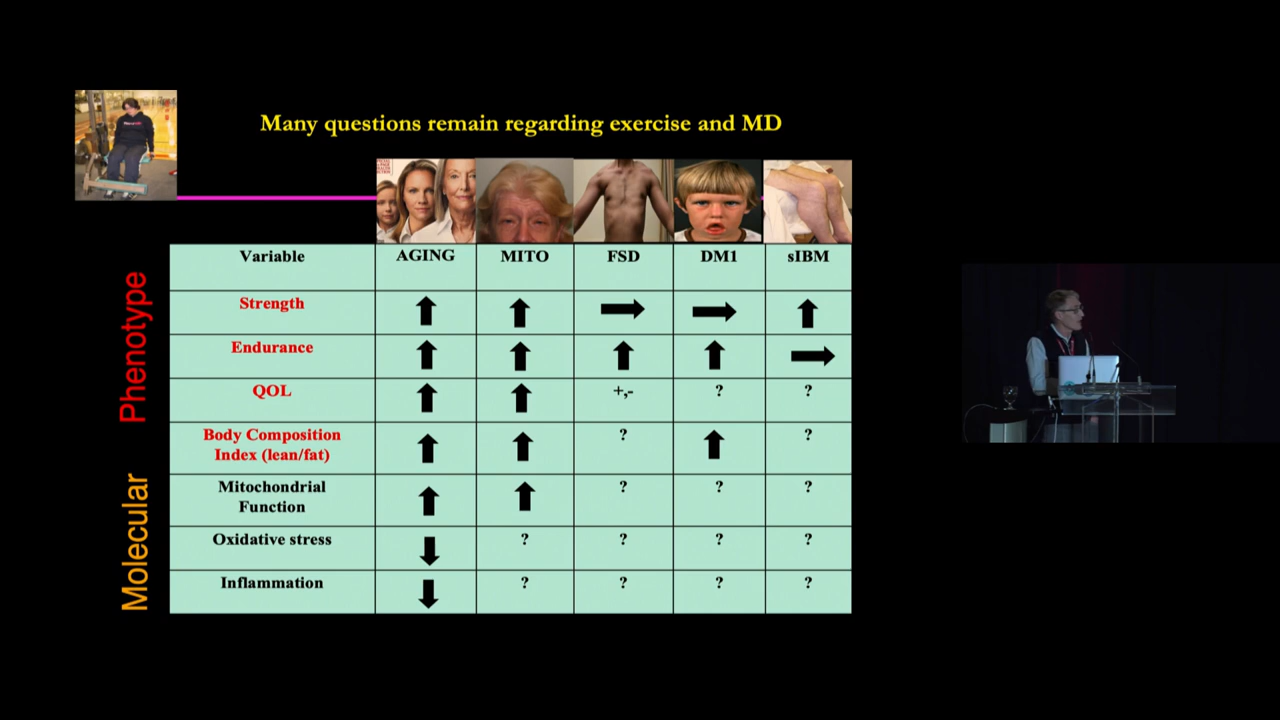 Many questions remain regarding exercise and MD
Variable AGING MITO FSD DM1 sIBM
Phenotype
Strength
Endurance
QOL +,- ? ?
Body Composition
Index (lean/fat) ? ?
Molecular
Mitochondrial
Function ? ? ?
Oxidative stress ? ? ? ?
Inflammation ? ? ? ?